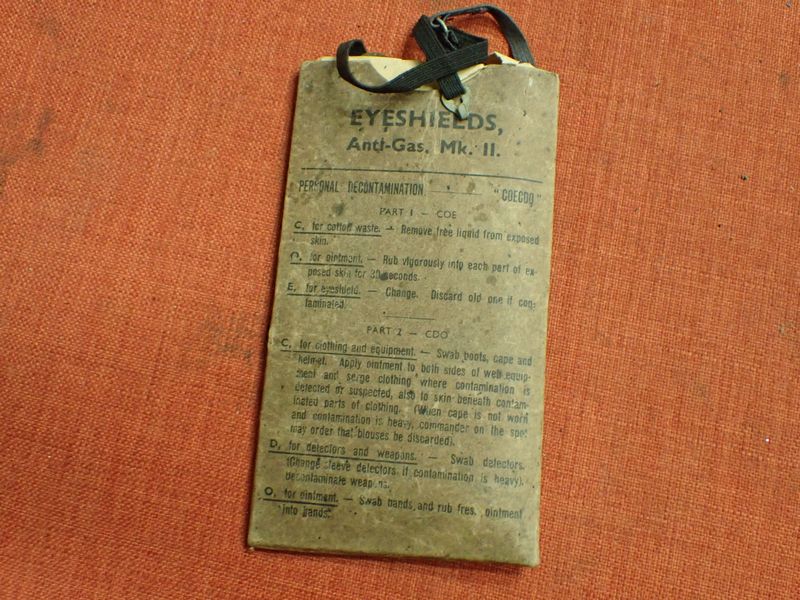 EYESHIELDS,
Anti-Gas, Mk. II.
PERSONAL DECONTAMINATION "COECDO"
PART 1 — COE
C. for cotton waste. — Remove free liquid from exposed
skin.
O. for ointment. — Rub vigorously into each part of ex-
posed skin for 30 seconds.
E. for eyeshield. — Change. Discard old one if con-
taminated.
PART 2 — CDO
C. for clothing and equipment. — Swab boots, cape and
helmet. Apply ointment to both sides of web equip-
ment and serge clothing where contamination is
detected or suspected, also to skin beneath contam-
inated parts of clothing. (When cape is not worn
and contamination is heavy, commander on the spot
may order that blouses be discarded).
D. for detectors and weapons. — Swab detectors.
(Change sleeve detectors if contamination is heavy).
Decontaminate weapons.
O. for ointment. — Swab hands and rub fres. ointment
into hands.